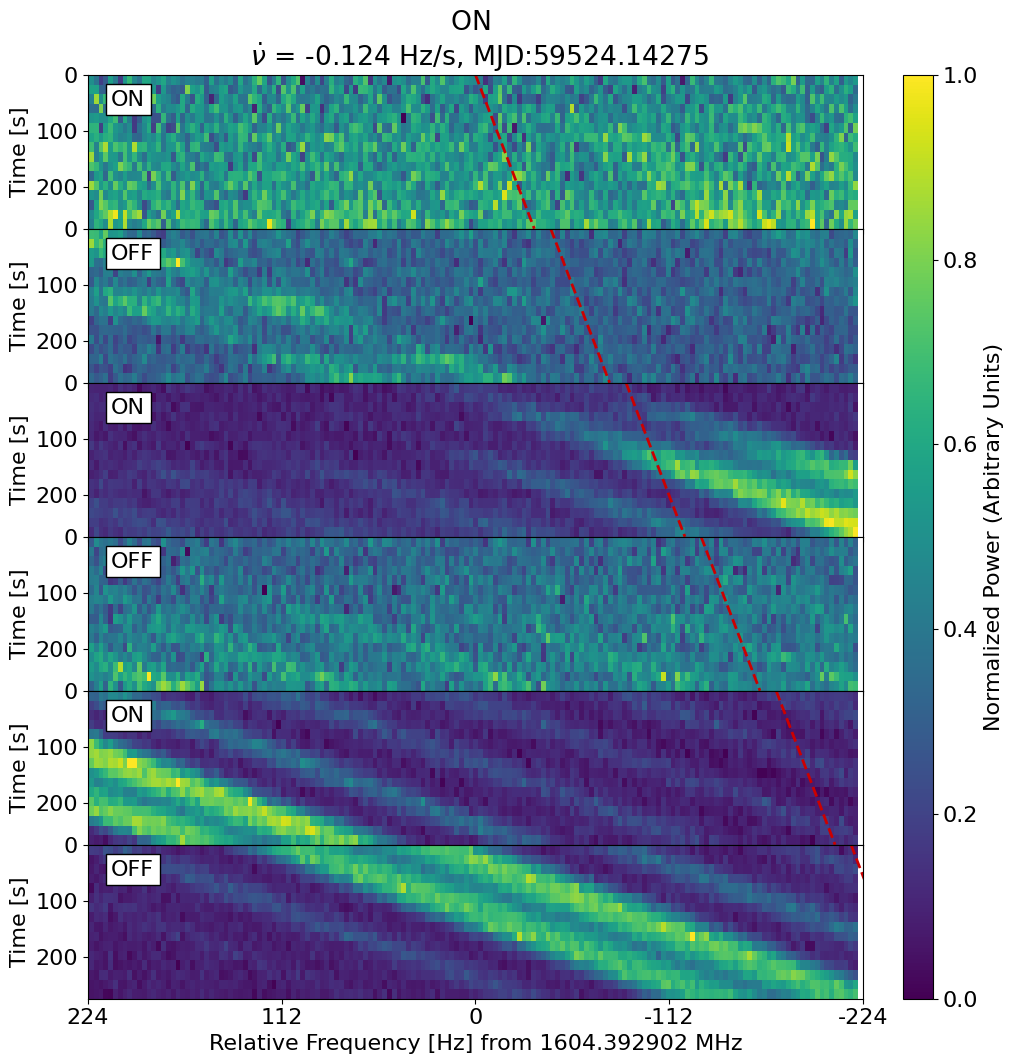 ON
ν̇ = -0.124 Hz/s, MJD:59524.14275
0
ON
100
200
Time [s]
0
OFF
100
200
Time [s]
0
ON
100
200
Time [s]
0
OFF
100
200
Time [s]
0
ON
100
200
Time [s]
0
OFF
100
200
Time [s]
224 112 0 -112 -224
Relative Frequency [Hz] from 1604.392902 MHz
1.0
0.8
0.6
0.4
0.2
0.0
Normalized Power (Arbitrary Units)